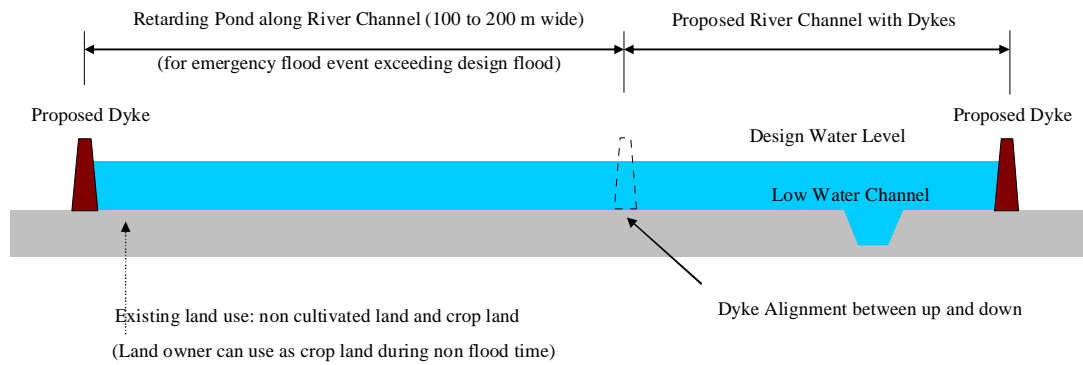 Retarding Pond along River Channel (100 to 200 m wide)
Proposed River Channel with Dykes
(for emergency flood event exceeding design flood)
Proposed Dyke
Proposed Dyke
Design Water Level
Low Water Channel
Existing land use: non cultivated land and crop land
Dyke Alignment between up and down
(Land owner can use as crop land during non flood time)